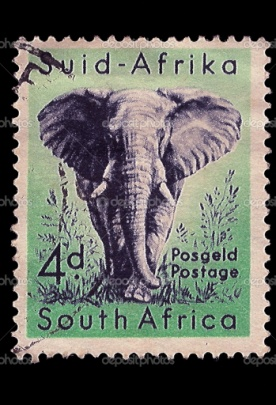 Suid-Afrika
4d
Posgeld
Postage
South Africa